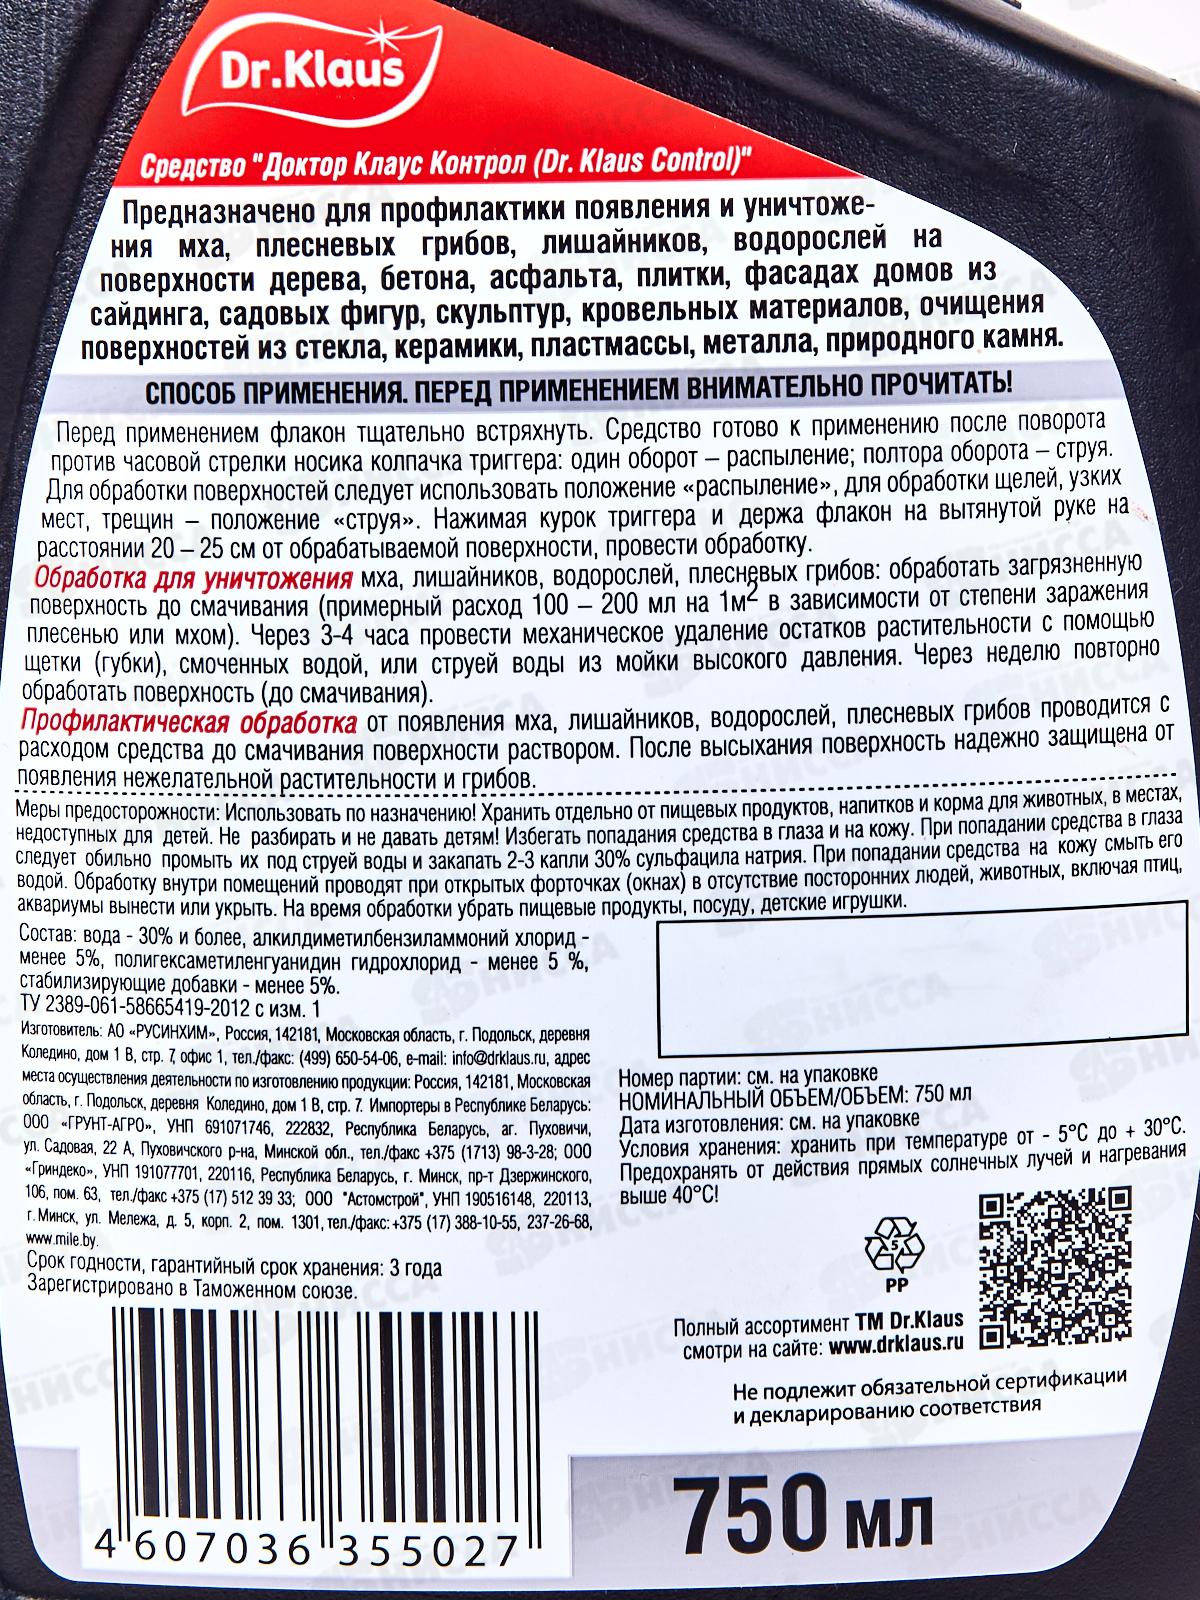 Dr.Klaus
Средство "Доктор Клаус Контрол (Dr. Klaus Control)"
Предназначено для профилактики появления и уничтоже-
ния мха, плесневых грибов, лишайников, водорослей на
поверхности дерева, бетона, асфальта, плитки, фасадах домов из
сайдинга, садовых фигур, скульптур, кровельных материалов, очищения
поверхностей из стекла, керамики, пластмассы, металла, природного камня.
СПОСОБ ПРИМЕНЕНИЯ. ПЕРЕД ПРИМЕНЕНИЕМ ВНИМАТЕЛЬНО ПРОЧИТАТЬ!
Перед применением флакон тщательно встряхнуть. Средство готово к применению после поворота
против часовой стрелки носика колпачка триггера: один оборот – распыление; полтора оборота – струя.
Для обработки поверхностей следует использовать положение «распыление», для обработки щелей, узких
мест, трещин – положение «струя». Нажимая курок триггера и держа флакон на вытянутой руке на
расстоянии 20 – 25 см от обрабатываемой поверхности, провести обработку.
Обработка для уничтожения мха, лишайников, водорослей, плесневых грибов: обработать загрязненную
поверхность до смачивания (примерный расход 100 – 200 мл на 1м² в зависимости от степени заражения
плесенью или мхом). Через 3-4 часа провести механическое удаление остатков растительности с помощью
щетки (губки), смоченных водой, или струей воды из мойки высокого давления. Через неделю повторно
обработать поверхность (до смачивания).
Профилактическая обработка от появления мха, лишайников, водорослей, плесневых грибов проводится с
расходом средства до смачивания поверхности раствором. После высыхания поверхность надежно защищена от
появления нежелательной растительности и грибов.
Меры предосторожности: Использовать по назначению! Хранить отдельно от пищевых продуктов, напитков и корма для животных, в местах,
недоступных для детей. Не разбирать и не давать детям! Избегать попадания средства в глаза и на кожу. При попадании средства в глаза
следует обильно промыть их под струей воды и закапать 2-3 капли 30% сульфацила натрия. При попадании средства на кожу смыть его
водой. Обработку внутри помещений проводят при открытых форточках (окнах) в отсутствие посторонних людей, животных, включая птиц,
аквариумы вынести или укрыть. На время обработки убрать пищевые продукты, посуду, детские игрушки.
Состав: вода - 30% и более, алкилдиметилбензиламмоний хлорид -
менее 5%, полигексаметиленгуанидин гидрохлорид - менее 5 %,
стабилизирующие добавки - менее 5%.
ТУ 2389-061-58665419-2012 с изм. 1
Изготовитель: АО «РУСИНХИМ», Россия, 142181, Московская область, г. Подольск, деревня
Коледино, дом 1 В, стр. 7, офис 1, тел./факс: (499) 650-54-06, e-mail: info@drklaus.ru, адрес
места осуществления деятельности по изготовлению продукции: Россия, 142181, Московская
область, г. Подольск, деревня Коледино, дом 1 В, стр. 7. Импортеры в Республике Беларусь:
ООО «ГРУНТ-АГРО», УНП 691071746, 222832, Республика Беларусь, аг. Пуховичи,
ул. Садовая, 22 А, Пуховичского р-на, Минской обл., тел./факс +375 (1713) 98-3-28; ООО
«Гриндеко», УНП 191077701, 220116, Республика Беларусь, г. Минск, пр-т Дзержинского,
106, пом. 63, тел./факс +375 (17) 512 39 33; ООО "Астомстрой", УНП 190516148, 220113,
г. Минск, ул. Мележа, д. 5, корп. 2, пом. 1301, тел./факс: +375 (17) 388-10-55, 237-26-68,
www.mile.by.
Срок годности, гарантийный срок хранения: 3 года
Зарегистрировано в Таможенном союзе.
Номер партии: см. на упаковке
НОМИНАЛЬНЫЙ ОБЪЕМ/ОБЪЕМ: 750 мл
Дата изготовления: см. на упаковке
Условия хранения: хранить при температуре от - 5°С до + 30°С.
Предохранять от действия прямых солнечных лучей и нагревания
выше 40°С!
5
PP
Полный ассортимент ТМ Dr.Klaus
смотри на сайте: www.drklaus.ru
Не подлежит обязательной сертификации
и декларированию соответствия
4 607036 355027
750 мл
НИССА